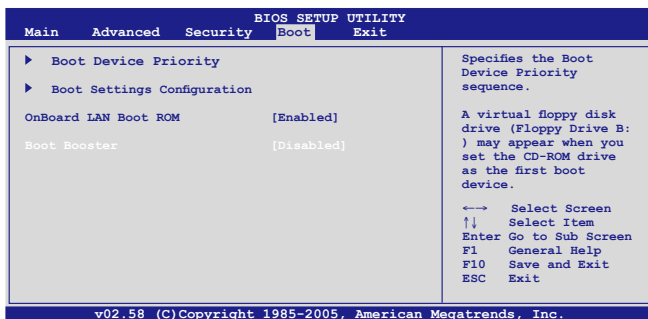 BIOS SETUP UTILITY
Main Advanced Security Boot Exit
Boot Device Priority
Boot Settings Configuration
OnBoard LAN Boot ROM [Enabled]
Boot Booster [Disabled]
Specifies the Boot
Device Priority
sequence.
A virtual floppy disk
drive (Floppy Drive B:
) may appear when you
set the CD-ROM drive
as the first boot
device.
←→ Select Screen
↑↓ Select Item
Enter Go to Sub Screen
F1 General Help
F10 Save and Exit
ESC Exit
v02.58 (C)Copyright 1985-2005, American Megatrends, Inc.